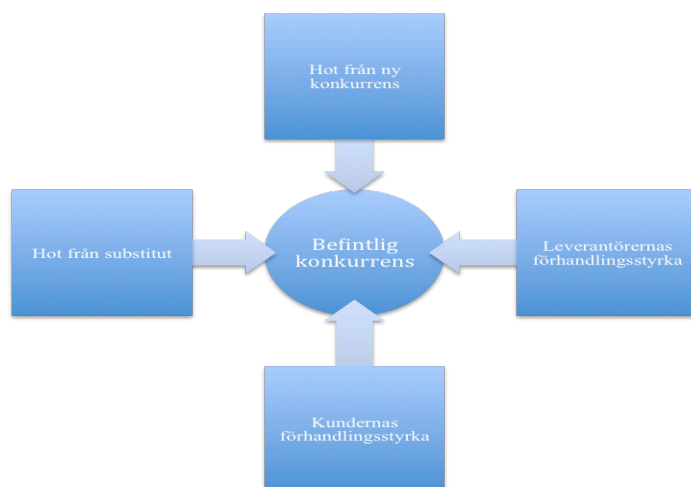 Hot från ny
konkurrens
Hot från substitut
Befintlig
konkurrens
Leverantörernas
förhandlingsstyrka
Kundernas
förhandlingsstyrka